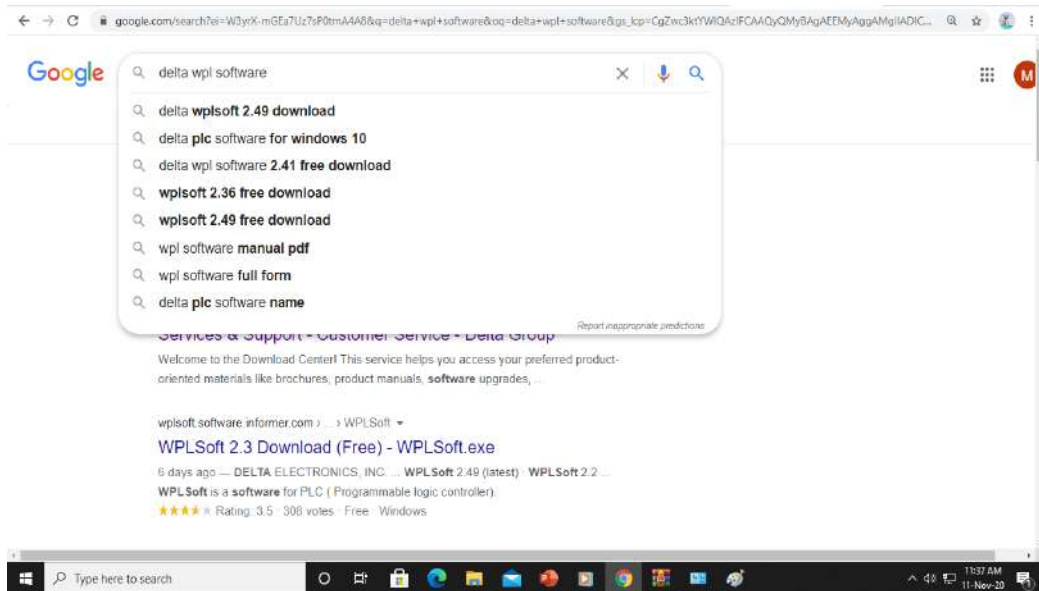 google.com/search?ei=W3yrX-mGEa7Uz7sP0tmA4A8&q=delta+wpl+software&oq=delta+wpl+software&gs_lcp=CgZwc3ktYWIQAzIFCAAQyQMyBAgAEEMyAggAMgIIADIC...
Google
delta wpl software
M
delta wplsoft 2.49 download
delta plc software for windows 10
delta wpl software 2.41 free download
wplsoft 2.36 free download
wplsoft 2.49 free download
wpl software manual pdf
wpl software full form
delta plc software name
Report inappropriate predictions
Services & Support - Customer Service - Delta Group
Welcome to the Download Center! This service helps you access your preferred product-
oriented materials like brochures, product manuals, software upgrades, ...
wplsoft.software.informer.com › ... › WPLSoft
WPLSoft 2.3 Download (Free) - WPLSoft.exe
6 days ago — DELTA ELECTRONICS, INC. ... WPLSoft 2.49 (latest) · WPLSoft 2.2 ...
WPLSoft is a software for PLC ( Programmable logic controller).
Rating: 3.5 · 308 votes · Free · Windows
Type here to search
11:37 AM
11-Nov-20
1